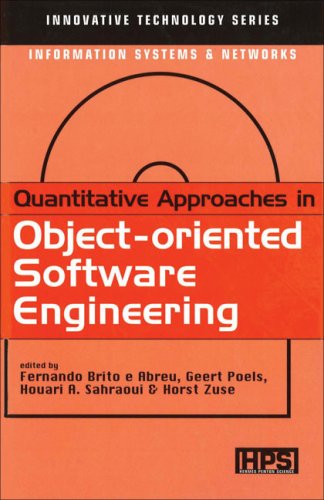 INNOVATIVE TECHNOLOGY SERIES
INFORMATION SYSTEMS & NETWORKS
Quantitative Approaches in
Object-oriented
Software
Engineering
edited by
Fernando Brito e Abreu, Geert Poels,
Houari A. Sahraoui & Horst Zuse
HPS
HERMES PENTON SCIENCE